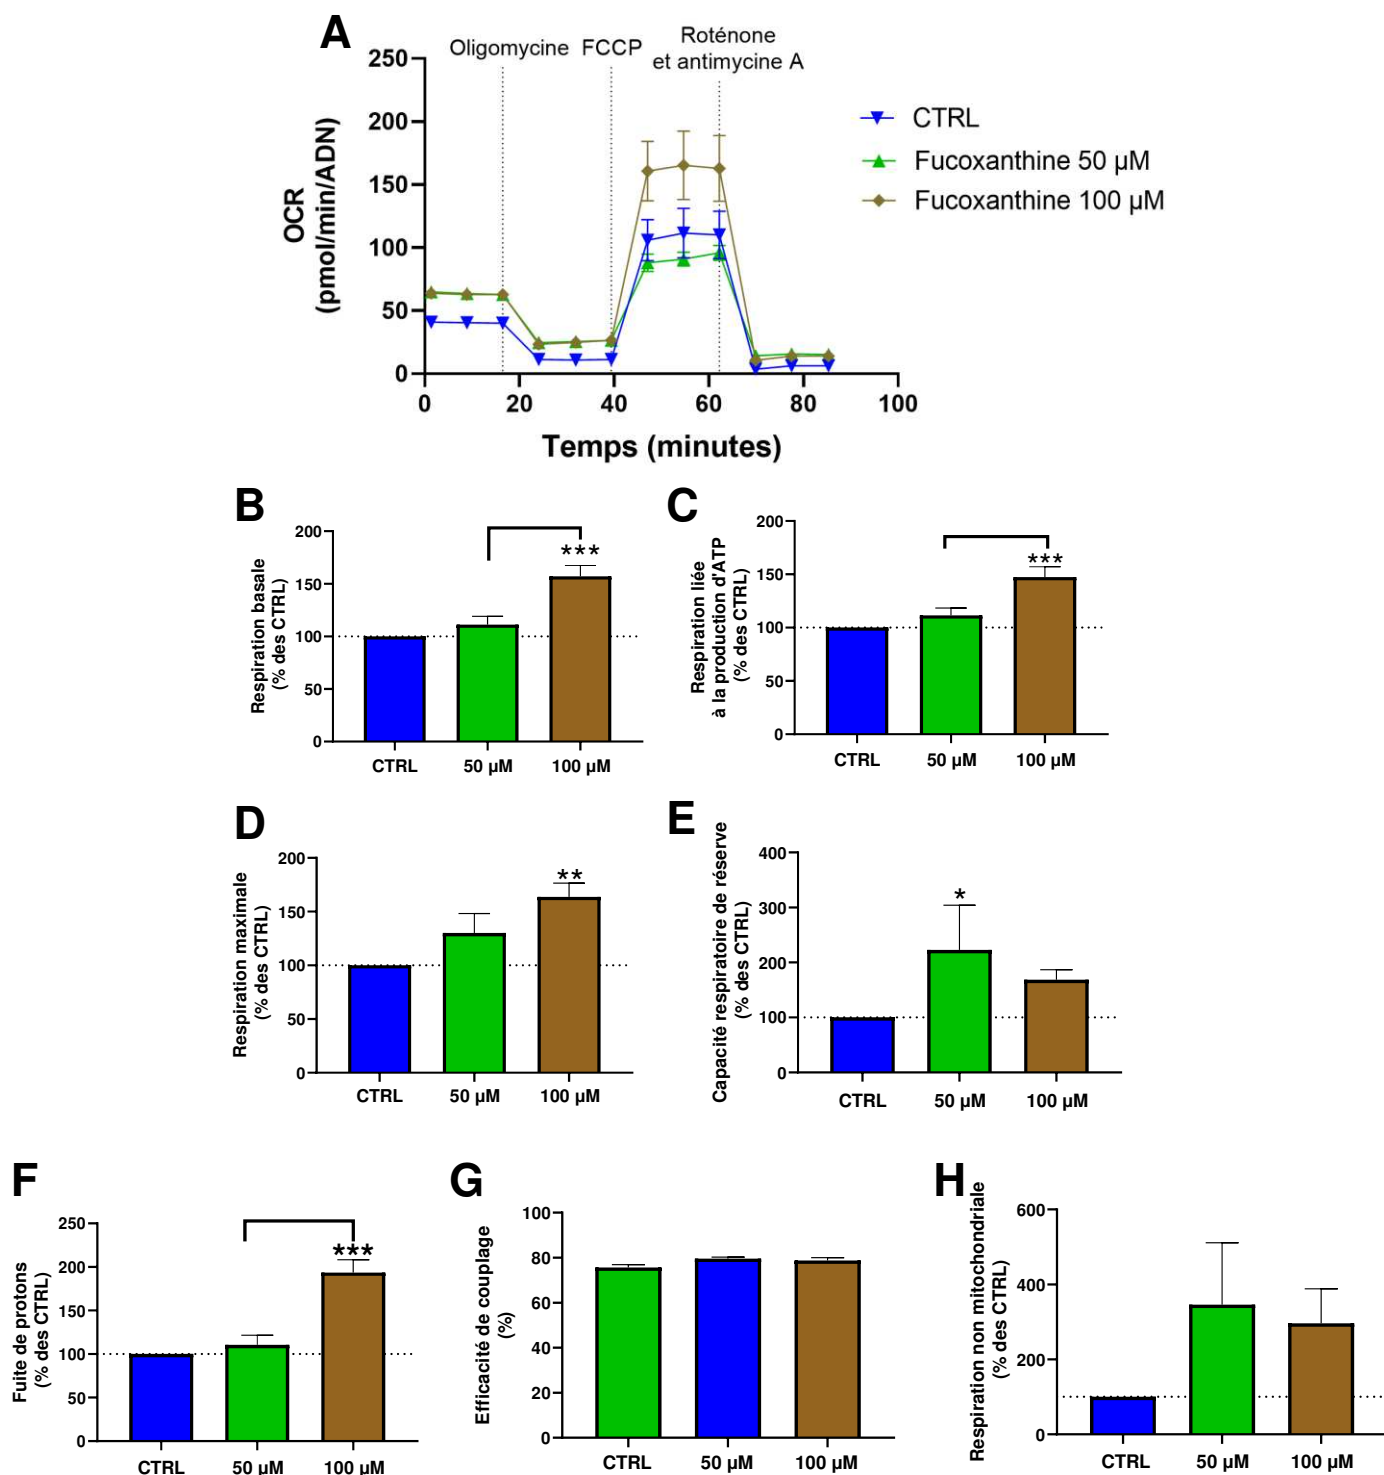 A
Oligomycine
FCCP
Roténone
et antimycine A
250
200
150
100
50
0
OCR
(pmol/min/ADN)
0
20
40
60
80
100
Temps (minutes)
CTRL
Fucoxanthine 50 µM
Fucoxanthine 100 µM
B
Respiration basale
(% des CTRL)
200
150
100
50
0
***
CTRL
50 µM
100 µM
C
Respiration liée
à la production d'ATP
(% des CTRL)
200
150
100
50
0
***
CTRL
50 µM
100 µM
D
Respiration maximale
(% des CTRL)
200
150
100
50
0
**
CTRL
50 µM
100 µM
E
Capacité respiratoire de réserve
(% des CTRL)
400
300
200
100
0
*
CTRL
50 µM
100 µM
F
Fuite de protons
(% des CTRL)
250
200
150
100
50
0
***
CTRL
50 µM
100 µM
G
Efficacité de couplage
(%)
100
80
60
40
20
0
CTRL
50 µM
100 µM
H
Respiration non mitochondriale
(% des CTRL)
600
400
200
0
CTRL
50 µM
100 µM